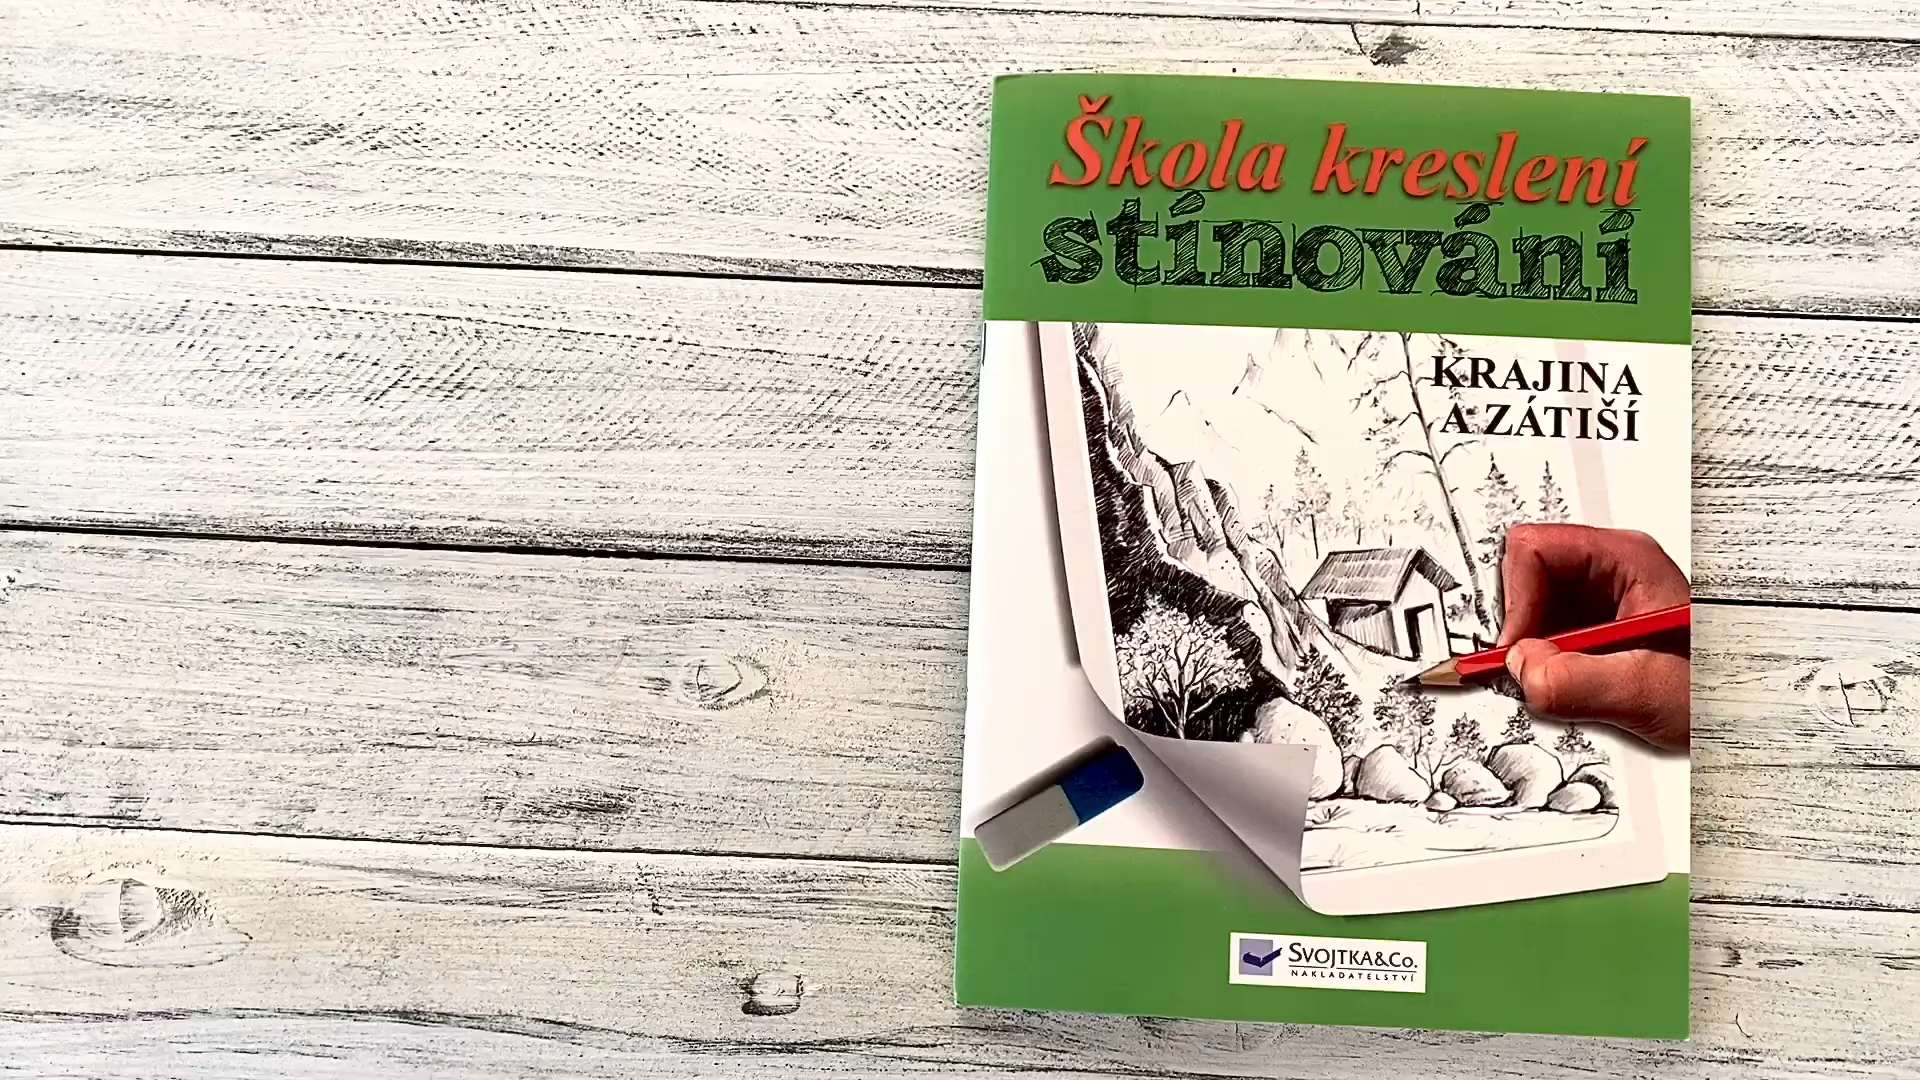 Škola kreslení
stínování
KRAJINA
A ZÁTIŠÍ
SVOJTKA&CO.
NAKLADATELSTVÍ